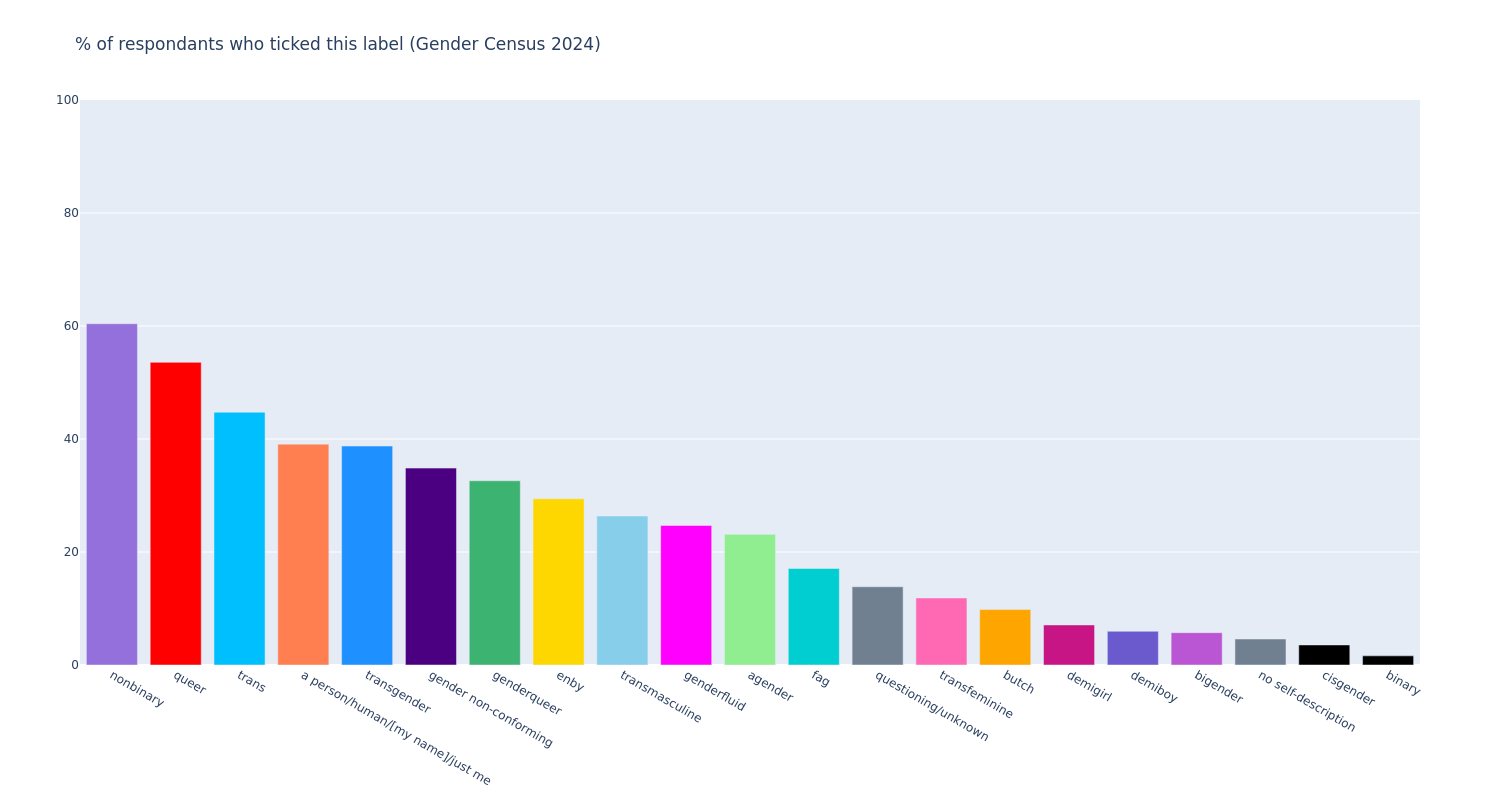 % of respondants who ticked this label (Gender Census 2024)
100
80
60
40
20
0
nonbinary
queer
trans
a person/human/[my name]/just me
transgender
gender non-conforming
genderqueer
enby
transmasculine
genderfluid
agender
fag
questioning/unknown
transfeminine
butch
demigirl
demiboy
bigender
no self-description
cisgender
binary